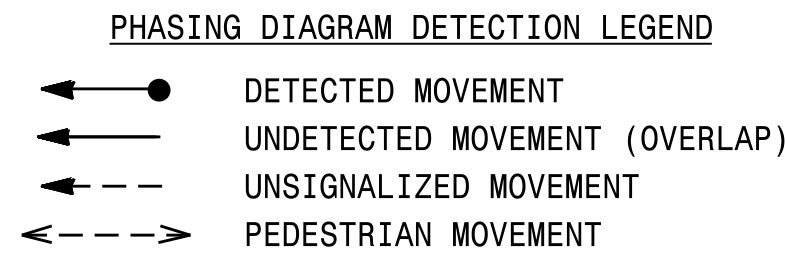 PHASING DIAGRAM DETECTION LEGEND
DETECTED MOVEMENT
UNDETECTED MOVEMENT (OVERLAP)
UNSIGNALIZED MOVEMENT
PEDESTRIAN MOVEMENT